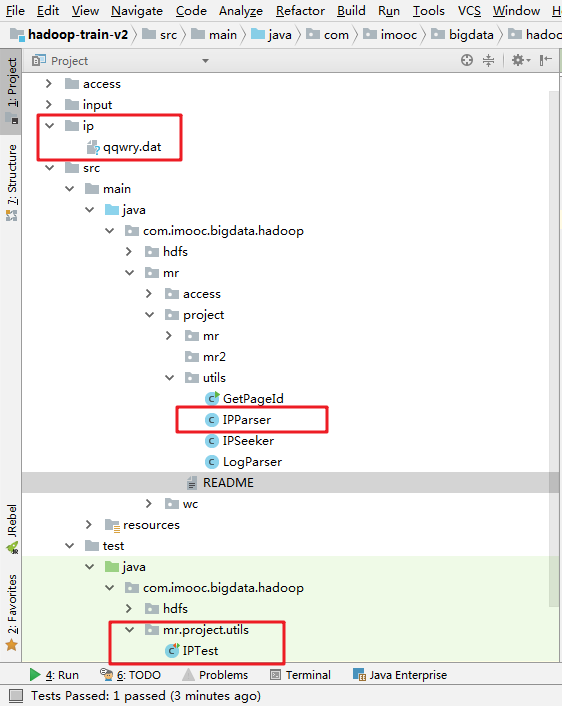 File Edit View Navigate Code Analyze Refactor Build Run Tools VCS Window He
hadoop-train-v2 src main java com imooc bigdata hadoo
1: Project
Project
access
input
ip
qqwry.dat
src
7: Structure
main
java
com.imooc.bigdata.hadoop
hdfs
mr
access
project
mr
mr2
utils
GetPageId
IPParser
IPSeeker
LogParser
README
wc
JRebel
resources
test
java
2: Favorites
com.imooc.bigdata.hadoop
hdfs
mr.project.utils
IPTest
4: Run 6: TODO Problems Terminal Java Enterprise
Tests Passed: 1 passed (3 minutes ago)